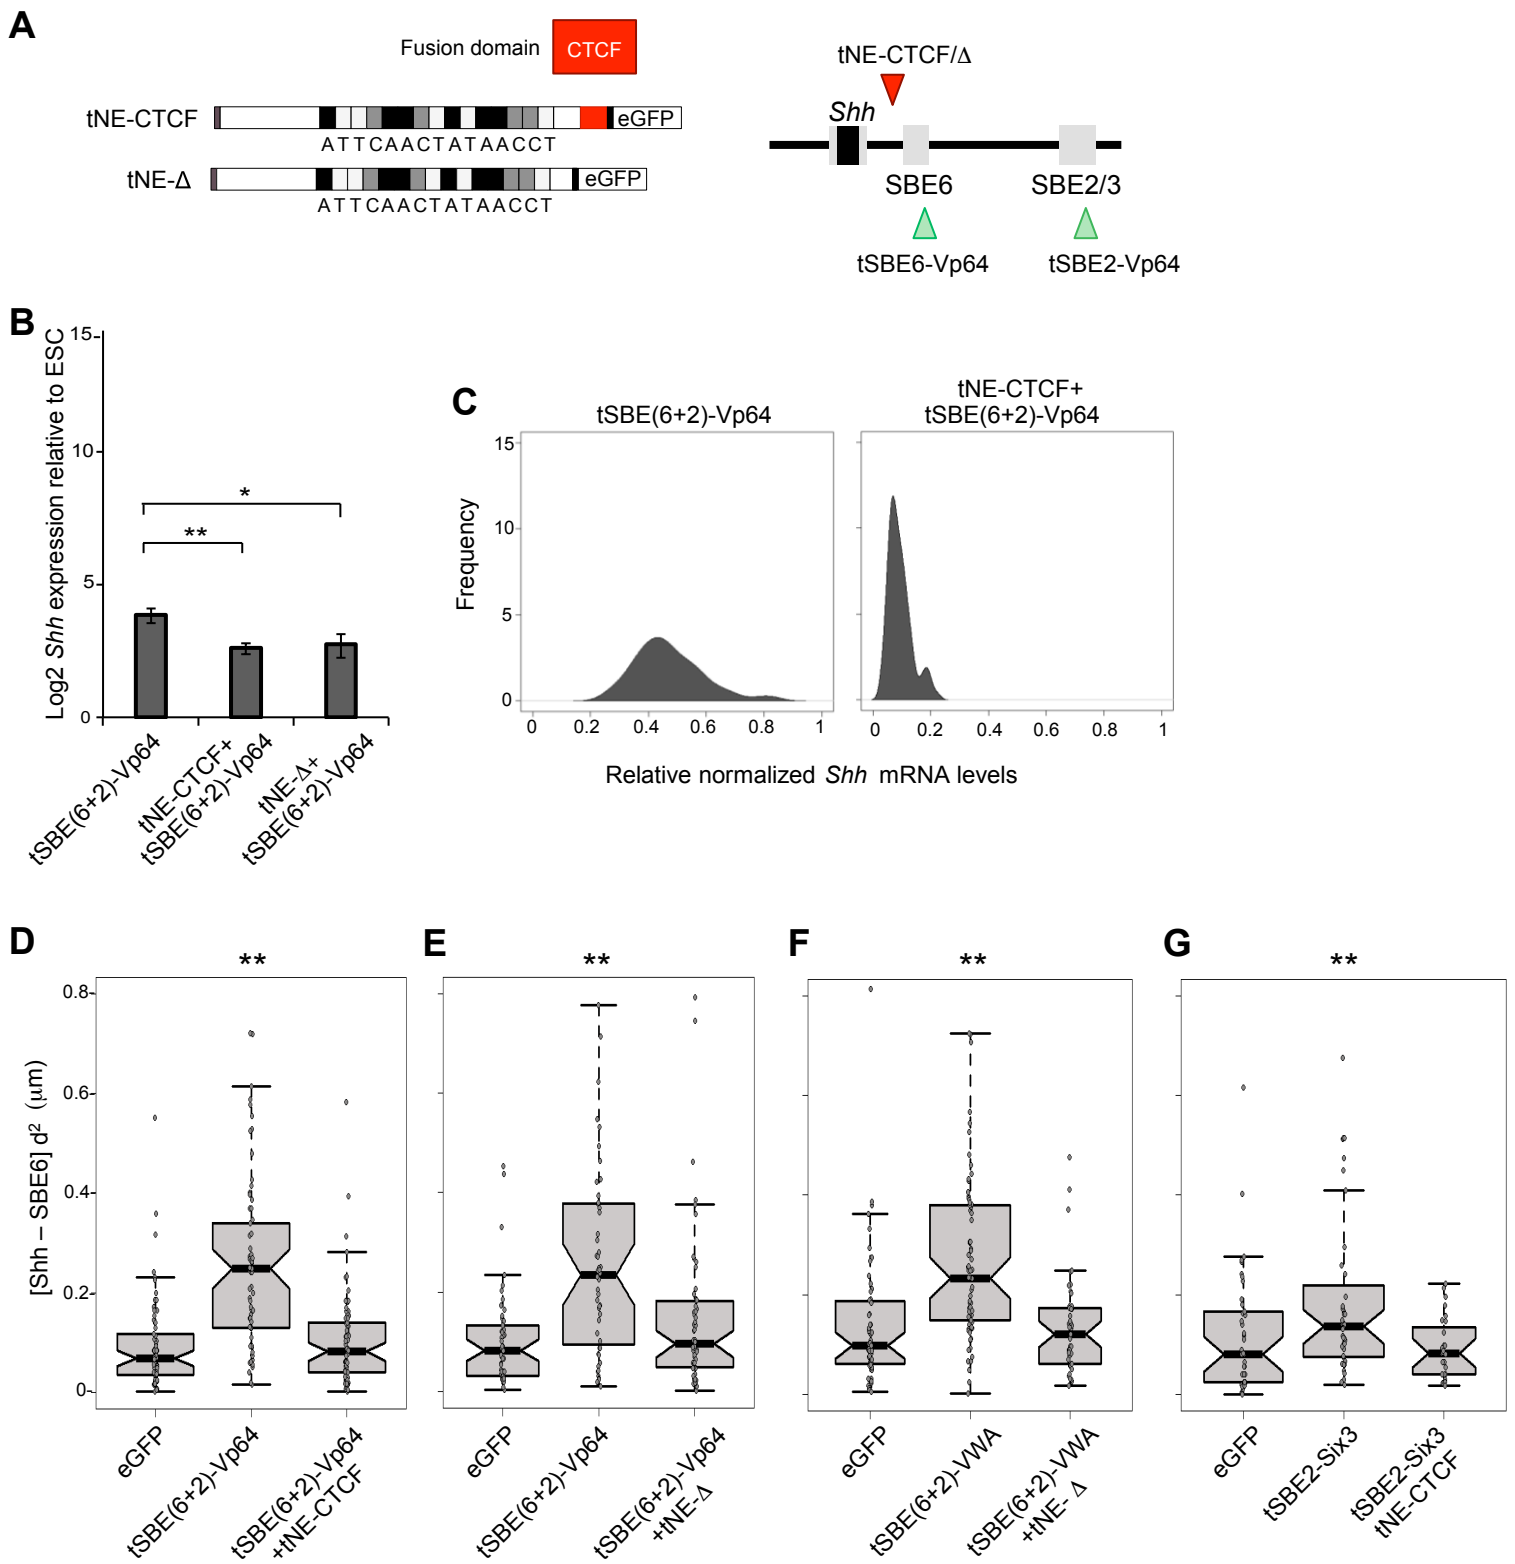 A
Fusion domain
CTCF
tNE-CTCF
eGFP
ATTCAACTATAACCT
tNE-Δ
eGFP
ATTCAACTATAACCT
tNE-CTCF/Δ
Shh
SBE6
SBE2/3
tSBE6-Vp64
tSBE2-Vp64
B
Log2 Shh expression relative to ESC
15
10
5
0
*
**
tSBE(6+2)-Vp64
tNE-CTCF+
tSBE(6+2)-Vp64
tNE-Δ+
tSBE(6+2)-Vp64
C
tSBE(6+2)-Vp64
tNE-CTCF+
tSBE(6+2)-Vp64
Frequency
15
10
5
0
0 0.2 0.4 0.6 0.8 1
0 0.2 0.4 0.6 0.8 1
Relative normalized Shh mRNA levels
D
**
[Shh – SBE6] d² (μm)
0.8
0.6
0.4
0.2
0
eGFP
tSBE(6+2)-Vp64
tSBE(6+2)-Vp64
+tNE-CTCF
E
**
eGFP
tSBE(6+2)-Vp64
tSBE(6+2)-Vp64
+tNE-Δ
F
**
eGFP
tSBE(6+2)-VWA
tSBE(6+2)-VWA
+tNE- Δ
G
**
eGFP
tSBE2-Six3
tSBE2-Six3
tNE-CTCF